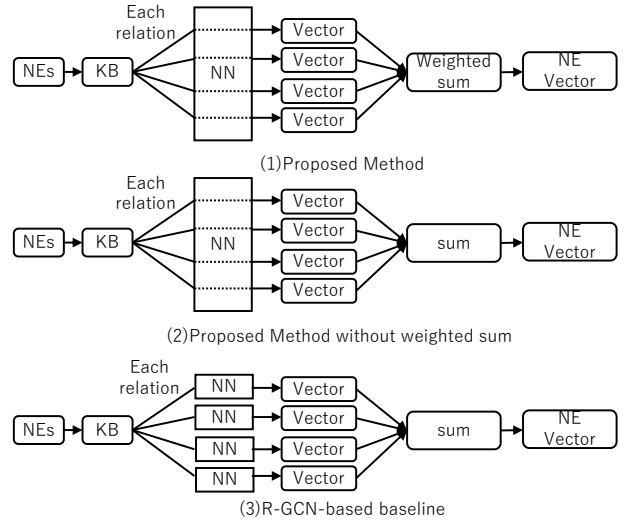 Each
relation
NEs
KB
NN
Vector
Vector
Vector
Vector
Weighted
sum
NE
Vector
(1)Proposed Method
Each
relation
NEs
KB
NN
Vector
Vector
Vector
Vector
sum
NE
Vector
(2)Proposed Method without weighted sum
Each
relation
NEs
KB
NN
NN
NN
NN
Vector
Vector
Vector
Vector
sum
NE
Vector
(3)R-GCN-based baseline